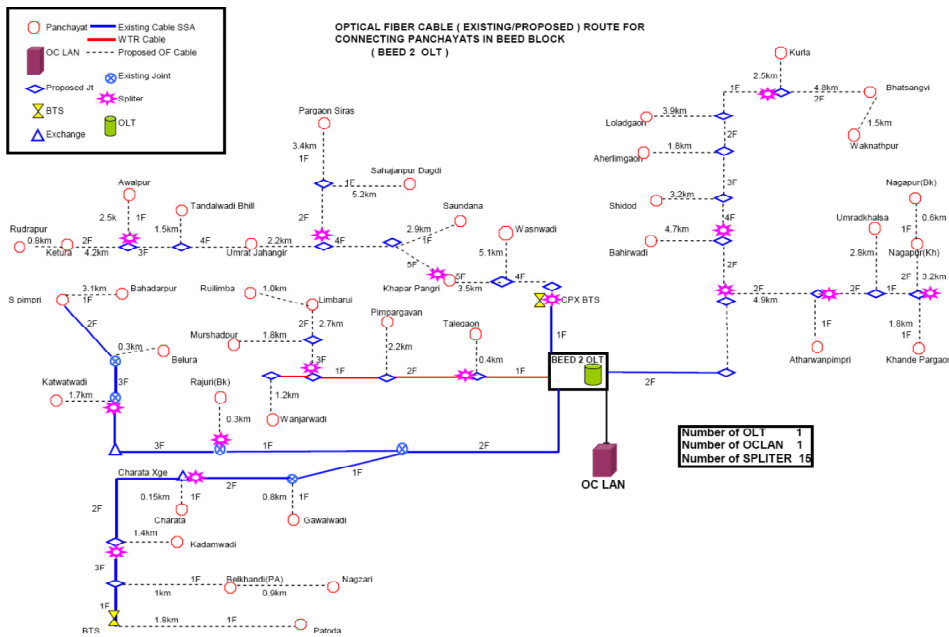 OPTICAL FIBER CABLE ( EXISTING/PROPOSED ) ROUTE FOR
CONNECTING PANCHAYATS IN BEED BLOCK
( BEED 2 OLT )
Panchayat
Existing Cable SSA
WTR Cable
Proposed OF Cable
OC LAN
Existing Joint
Proposed Jt
Spliter
BTS
OLT
Exchange
Pargaon Siras
3.4km
1F
Sahajanpur Dagdi
1F
5.2km
2F
Awalpur
2.5k
1F
Tandalwadi Bhill
1.5km
Rudrapur
0.8km
Ketura
2F
4.2km
3F
4F
Umrat Jahangir
2.2km
4F
Saundana
2.9km
1F
5F
Khapar Pangri
5F
3.5km
Wasnwadi
5.1km
4F
CPX BTS
1F
Kurla
2.5km
1F
4.8km
2F
Bhatsangvi
1.5km
Waknathpur
3.9km
Loladgaon
2F
1.8km
Aherlimgaon
3F
Shidod
3.2km
4F
4.7km
Bahirwadi
2F
Nagapur(Bk)
0.6km
1F
Nagapur(Kh)
Umradkhalsa
2.8km
2F
3.2km
2F
4.9km
2F
1F
1F
Atharwanpimpri
1.8km
1F
Khande Pargaon
S pimpri
3.1km
1F
Bahadarpur
2F
0.3km
Belura
3F
Katwatwadi
1.7km
Ruilimba
1.0km
Limbarui
2F
2.7km
Murshadpur
1.8km
3F
Pimpargavan
2.2km
Talegaon
0.4km
1F
2F
1F
1.2km
Wanjarwadi
BEED 2 OLT
2F
Rajuri(Bk)
0.3km
3F
1F
2F
1F
OC LAN
Number of OLT 1
Number of OCLAN 1
Number of SPLITER 15
Charata Xge
2F
0.15km
1F
Charata
0.8km
1F
Gawalwadi
2F
1.4km
Kadamwadi
3F
1F
1km
Belkhandi(PA)
0.9km
Nagzari
1F
BTS
1.8km
1F
Patoda